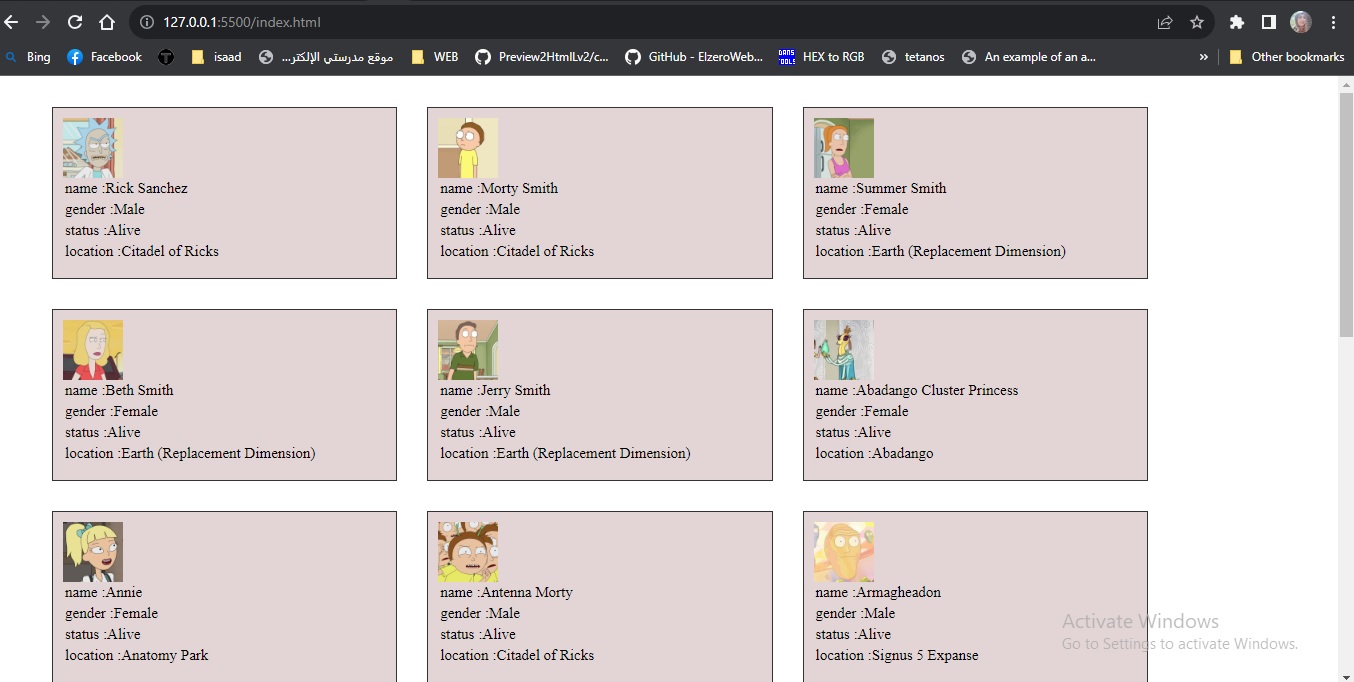 127.0.0.1:5500/index.html
Bing Facebook T isaad موقع مدرستي الإلكتر... WEB Preview2HtmlLv2/c... GitHub - ElzeroWeb... DANS TOOLS HEX to RGB tetanos An example of an a... » Other bookmarks
name :Rick Sanchez
gender :Male
status :Alive
location :Citadel of Ricks
name :Morty Smith
gender :Male
status :Alive
location :Citadel of Ricks
name :Summer Smith
gender :Female
status :Alive
location :Earth (Replacement Dimension)
name :Beth Smith
gender :Female
status :Alive
location :Earth (Replacement Dimension)
name :Jerry Smith
gender :Male
status :Alive
location :Earth (Replacement Dimension)
name :Abadango Cluster Princess
gender :Female
status :Alive
location :Abadango
name :Annie
gender :Female
status :Alive
location :Anatomy Park
name :Antenna Morty
gender :Male
status :Alive
location :Citadel of Ricks
name :Armagheadon
gender :Male
status :Alive
location :Signus 5 Expanse
Activate Windows
Go to Settings to activate Windows.